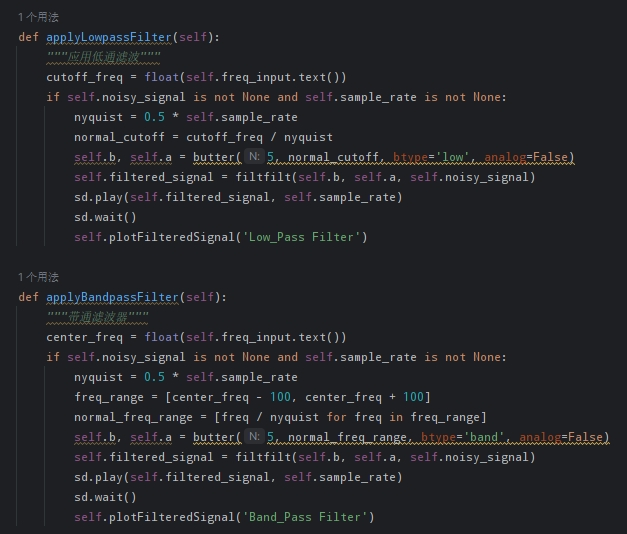 1个用法
def applyLowpassFilter(self):
"""应用低通滤波"""
cutoff_freq = float(self.freq_input.text())
if self.noisy_signal is not None and self.sample_rate is not None:
nyquist = 0.5 * self.sample_rate
normal_cutoff = cutoff_freq / nyquist
self.b, self.a = butter( N: 5, normal_cutoff, btype='low', analog=False)
self.filtered_signal = filtfilt(self.b, self.a, self.noisy_signal)
sd.play(self.filtered_signal, self.sample_rate)
sd.wait()
self.plotFilteredSignal('Low_Pass Filter')
1个用法
def applyBandpassFilter(self):
"""带通滤波器"""
center_freq = float(self.freq_input.text())
if self.noisy_signal is not None and self.sample_rate is not None:
nyquist = 0.5 * self.sample_rate
freq_range = [center_freq - 100, center_freq + 100]
normal_freq_range = [freq / nyquist for freq in freq_range]
self.b, self.a = butter( N: 5, normal_freq_range, btype='band', analog=False)
self.filtered_signal = filtfilt(self.b, self.a, self.noisy_signal)
sd.play(self.filtered_signal, self.sample_rate)
sd.wait()
self.plotFilteredSignal('Band_Pass Filter')